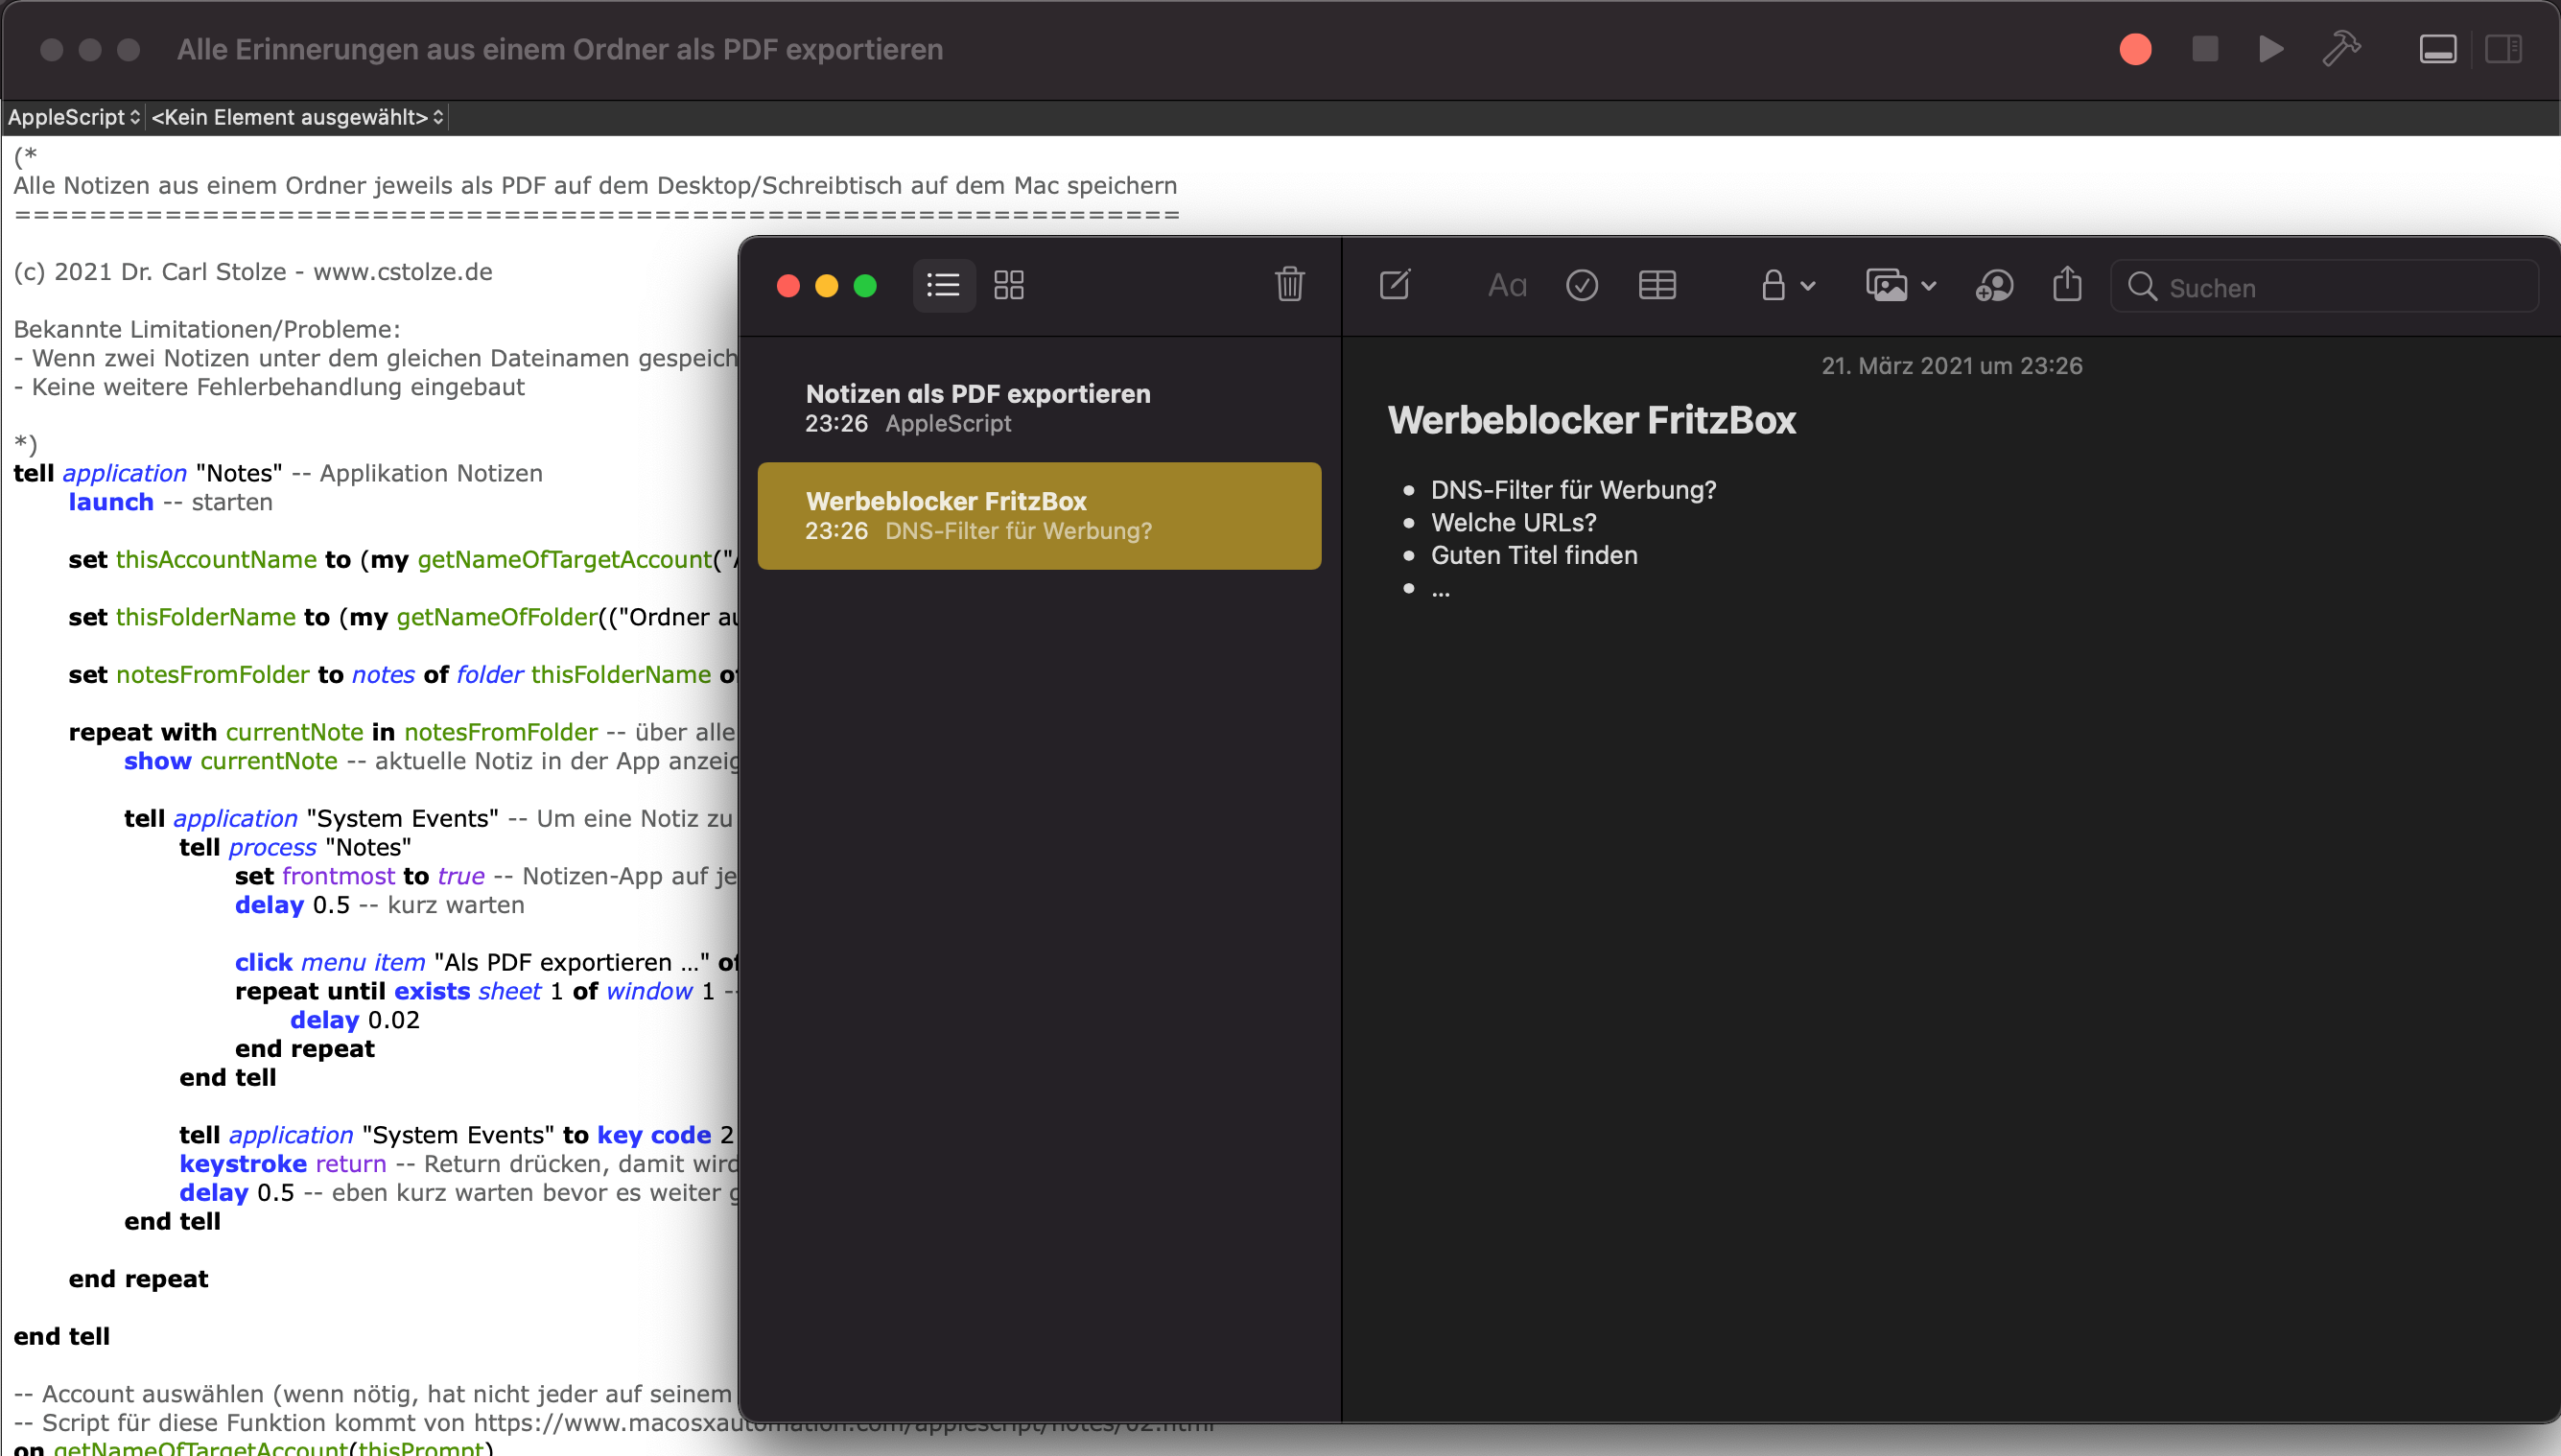 Alle Erinnerungen aus einem Ordner als PDF exportieren
AppleScript <Kein Element ausgewählt>
(*
Alle Notizen aus einem Ordner jeweils als PDF auf dem Desktop/Schreibtisch auf dem Mac speichern
==============================================================
(c) 2021 Dr. Carl Stolze - www.cstolze.de
Bekannte Limitationen/Probleme:
- Wenn zwei Notizen unter dem gleichen Dateinamen gespeich
- Keine weitere Fehlerbehandlung eingebaut
*)
tell application "Notes" -- Applikation Notizen
launch -- starten
set thisAccountName to (my getNameOfTargetAccount("
set thisFolderName to (my getNameOfFolder(("Ordner au
set notesFromFolder to notes of folder thisFolderName of
repeat with currentNote in notesFromFolder -- über alle
show currentNote -- aktuelle Notiz in der App anzeig
tell application "System Events" -- Um eine Notiz zu
tell process "Notes"
set frontmost to true -- Notizen-App auf je
delay 0.5 -- kurz warten
click menu item "Als PDF exportieren …" of
repeat until exists sheet 1 of window 1 --
delay 0.02
end repeat
end tell
tell application "System Events" to key code 2
keystroke return -- Return drücken, damit wird
delay 0.5 -- eben kurz warten bevor es weiter g
end tell
end repeat
end tell
-- Account auswählen (wenn nötig, hat nicht jeder auf seinem
-- Script für diese Funktion kommt von https://www.macosxautomation.com/applescript/notes/02.html
on getNameOfTargetAccount(thisPrompt)
Aa
Suchen
Notizen als PDF exportieren
23:26 AppleScript
Werbeblocker FritzBox
23:26 DNS-Filter für Werbung?
21. März 2021 um 23:26
Werbeblocker FritzBox
• DNS-Filter für Werbung?
• Welche URLs?
• Guten Titel finden
• ...